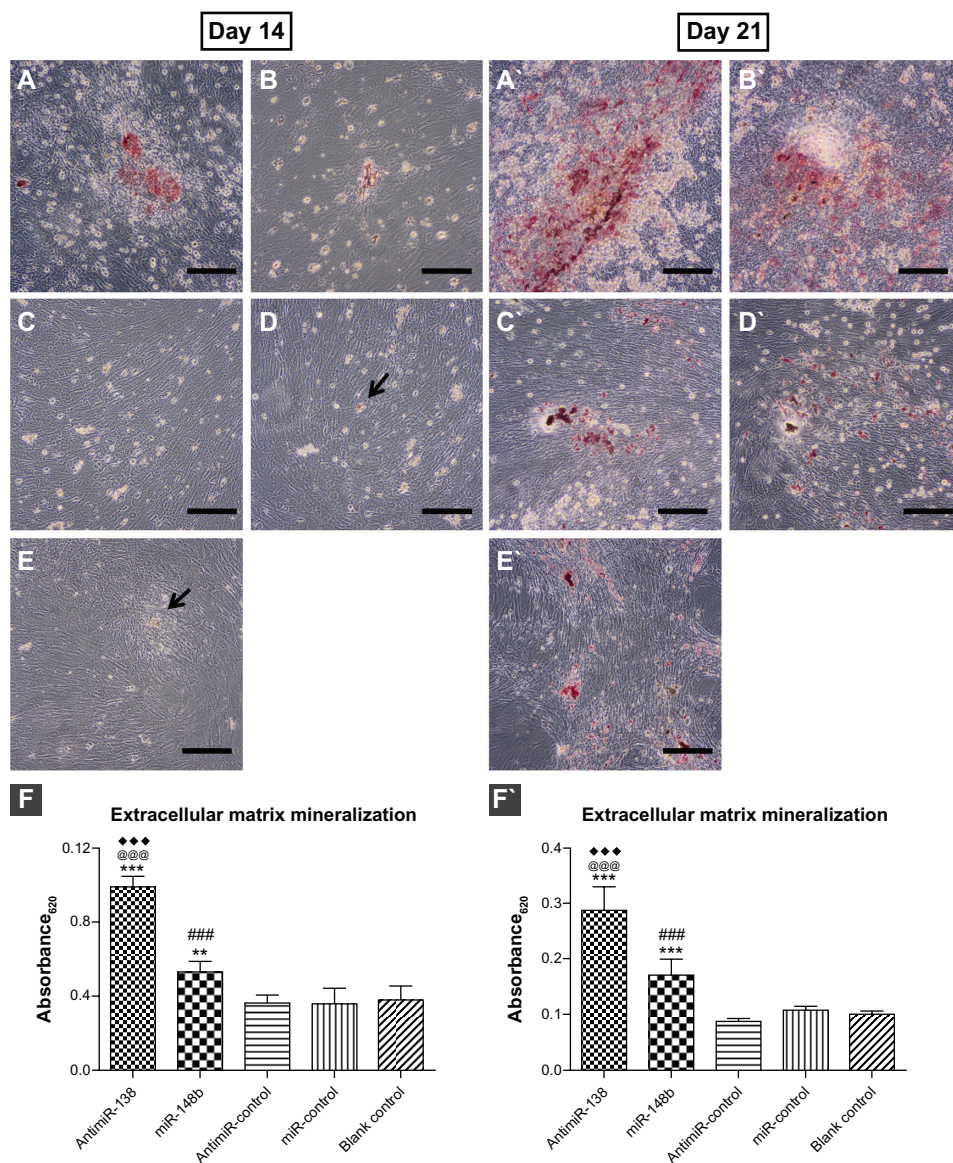 Day 14
Day 21
A
B
A`
B`
C
D
C`
D`
E
E`
F
Extracellular matrix mineralization
◆◆◆
@@@
***
###
**
0.12
0.8
0.4
0.0
Absorbance620
AntimiR-138
miR-148b
AntimiR-control
miR-control
Blank control
F`
Extracellular matrix mineralization
◆◆◆
@@@
***
###
***
0.4
0.3
0.2
0.1
0.0
Absorbance620
AntimiR-138
miR-148b
AntimiR-control
miR-control
Blank control